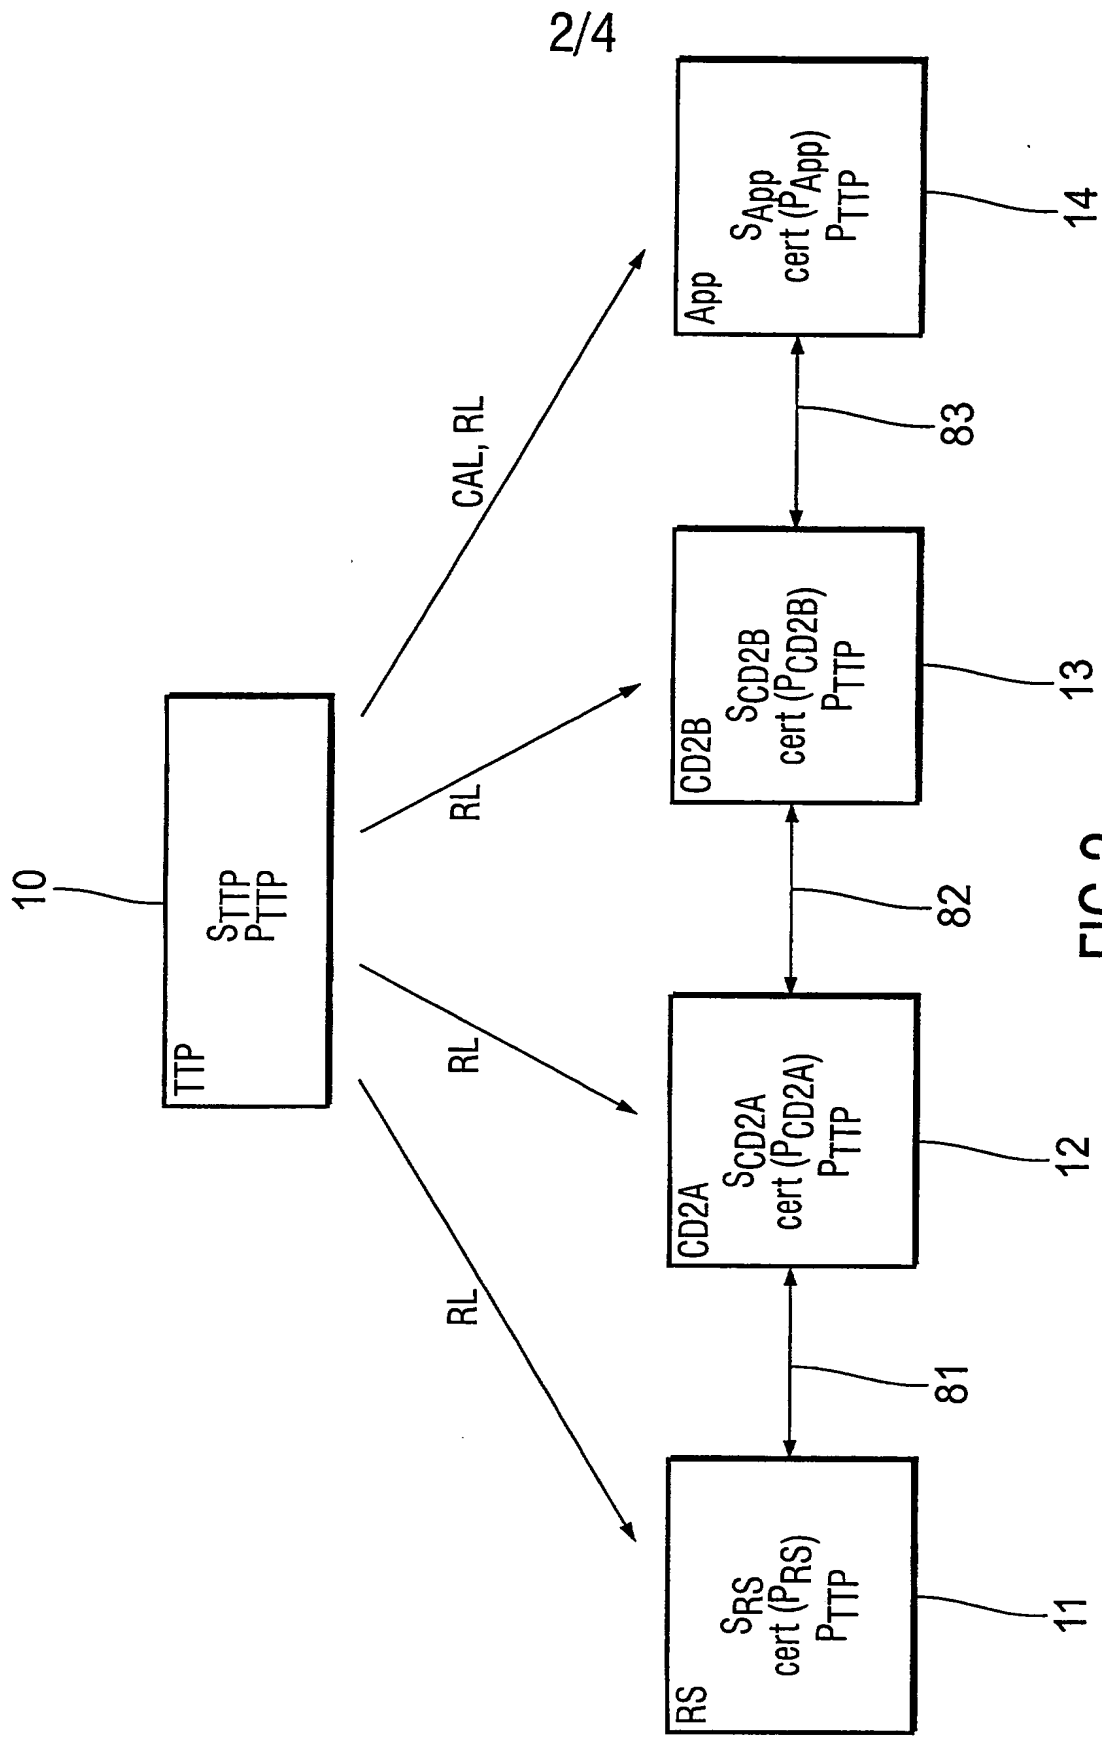 2/4
10
TTP
STTP
PTTP
RL
RL
RL
CAL, RL
RS
SRS
cert (PRS)
PTTP
11
81
CD2A
SCD2A
cert (PCD2A)
PTTP
12
82
CD2B
SCD2B
cert (PCD2B)
PTTP
13
83
App
SApp
cert (PApp)
PTTP
14